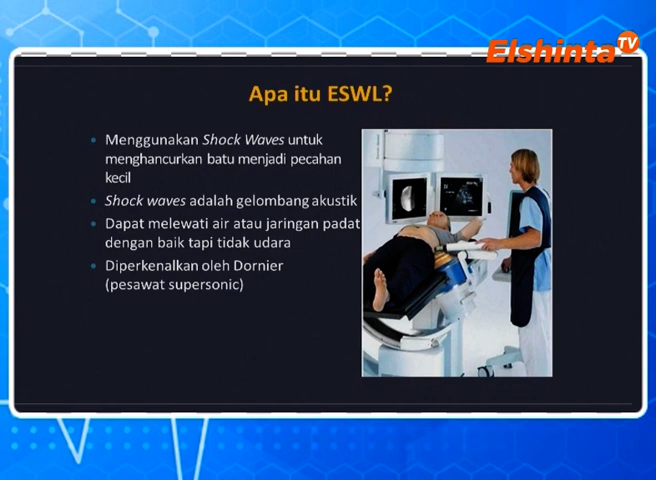 Elshinta TV
Apa itu ESWL?
• Menggunakan Shock Waves untuk
menghancurkan batu menjadi pecahan
kecil
• Shock waves adalah gelombang akustik
• Dapat melewati air atau jaringan padat
dengan baik tapi tidak udara
• Diperkenalkan oleh Dornier
(pesawat supersonic)